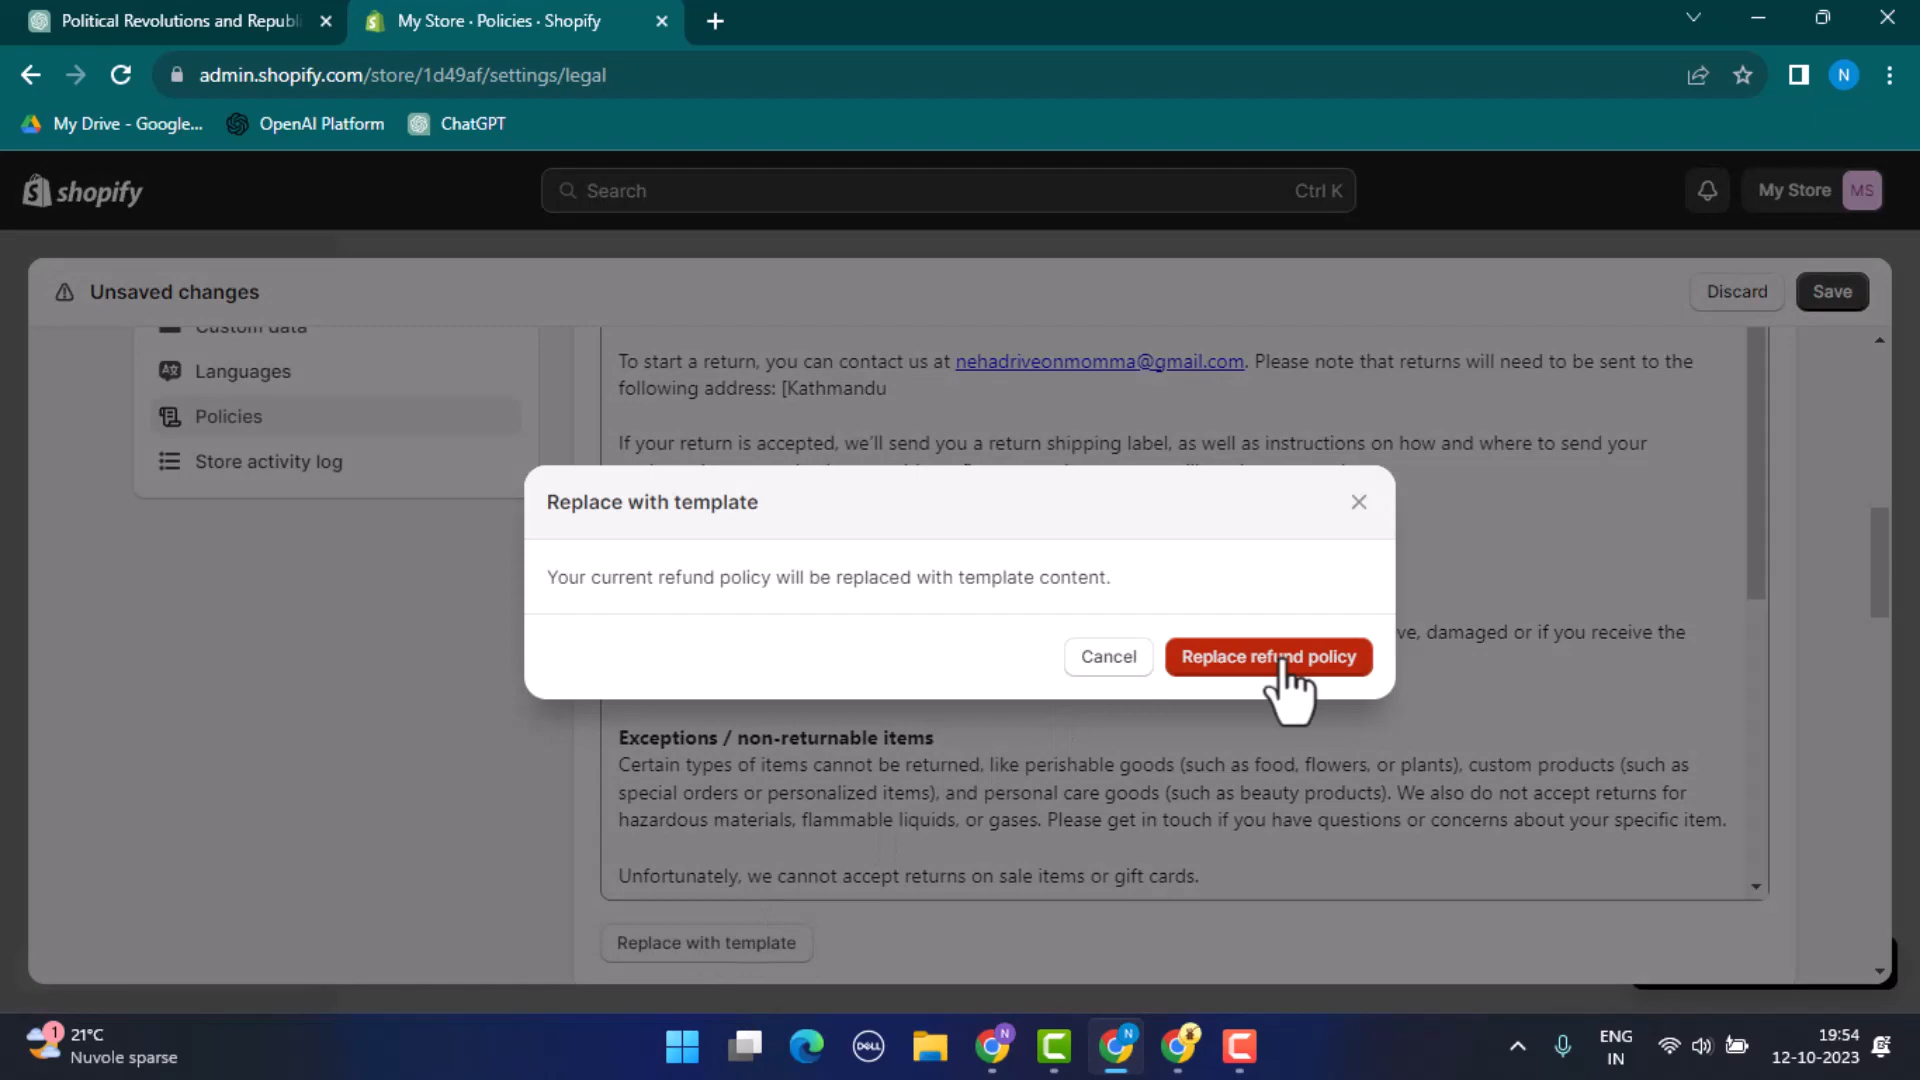 Political Revolutions and Republi
My Store · Policies · Shopify
admin.shopify.com/store/1d49af/settings/legal
N
My Drive - Google...
OpenAI Platform
ChatGPT
shopify
Search
Ctrl K
My Store
MS
Unsaved changes
Discard
Save
Custom data
Languages
Policies
Store activity log
To start a return, you can contact us at nehadriveonmomma@gmail.com. Please note that returns will need to be sent to the
following address: [Kathmandu
If your return is accepted, we'll send you a return shipping label, as well as instructions on how and where to send your
Replace with template
Your current refund policy will be replaced with template content.
Cancel
Replace refund policy
ve, damaged or if you receive the
Exceptions / non-returnable items
Certain types of items cannot be returned, like perishable goods (such as food, flowers, or plants), custom products (such as
special orders or personalized items), and personal care goods (such as beauty products). We also do not accept returns for
hazardous materials, flammable liquids, or gases. Please get in touch if you have questions or concerns about your specific item.
Unfortunately, we cannot accept returns on sale items or gift cards.
Replace with template
1
21°C
Nuvole sparse
DELL
N
N
ENG
IN
19:54
12-10-2023